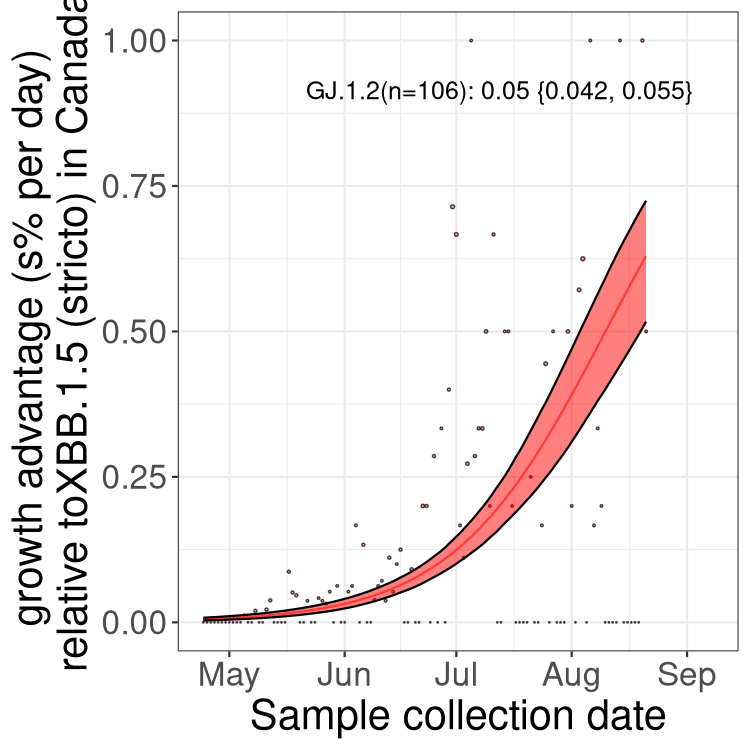 growth advantage (s% per day)
relative toXBB.1.5 (stricto) in Canada
1.00
GJ.1.2(n=106): 0.05 {0.042, 0.055}
0.75
0.50
0.25
0.00
May Jun Jul Aug Sep
Sample collection date